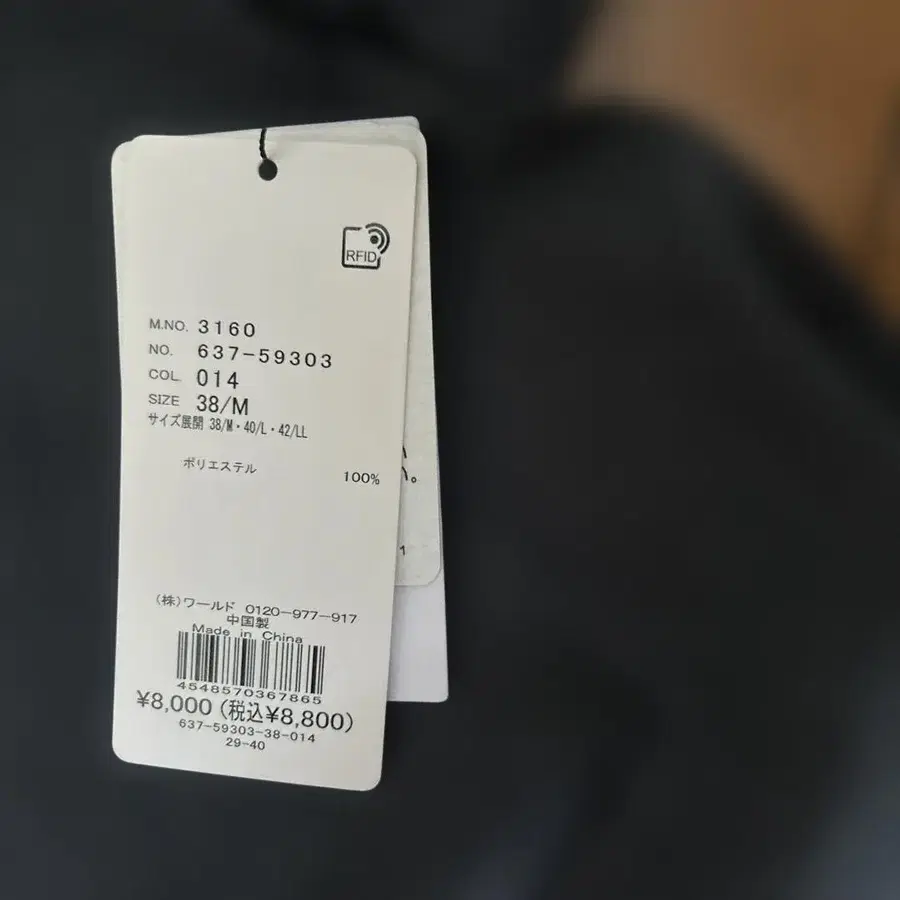 RFID
M.NO. 3160
NO. 637-59303
COL. 014
SIZE 38/M
サイズ展開 38/M・40/L・42/LL
ポリエステル 100%
(株)ワールド 0120-977-917
中国製
Made in China
4548570367865
¥8,000 (税込¥8,800)
637-59303-38-014
29-40
。
1